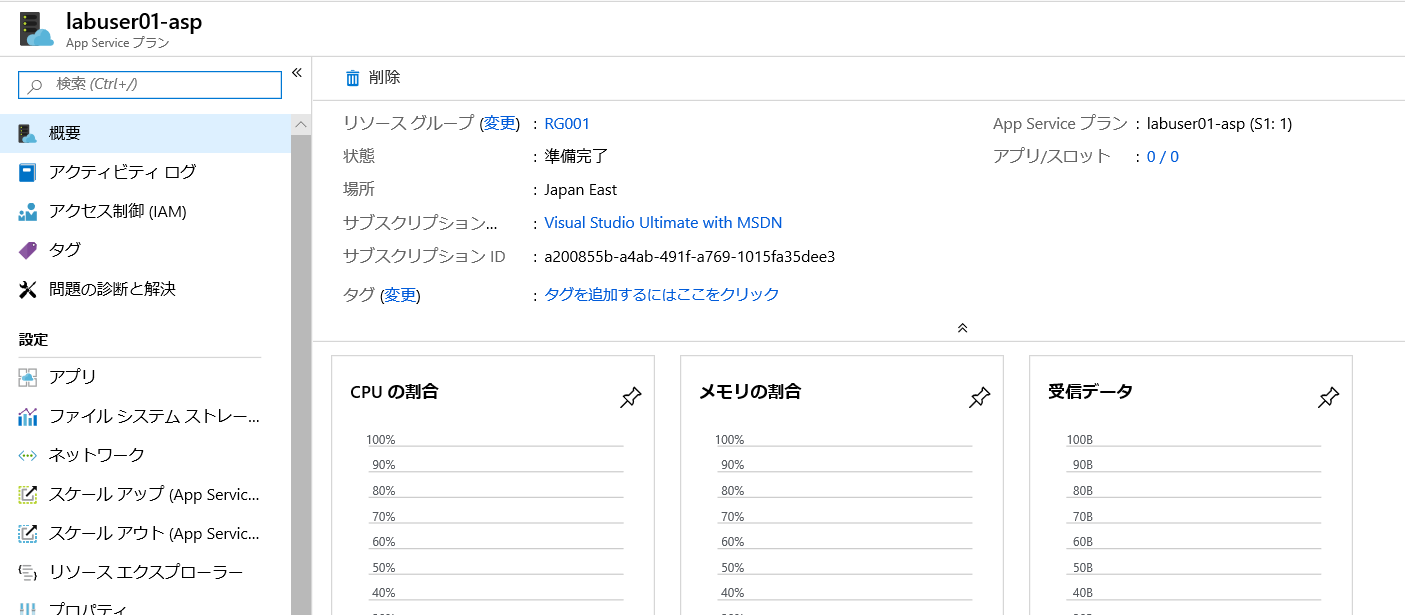 labuser01-asp
App Service プラン
検索 (Ctrl+/)
«
概要
アクティビティ ログ
アクセス制御 (IAM)
タグ
問題の診断と解決
設定
アプリ
ファイル システム ストレー...
ネットワーク
スケール アップ (App Servic...
スケール アウト (App Servic...
リソース エクスプローラー
プロパティ
削除
リソース グループ (変更) : RG001
状態 : 準備完了
場所 : Japan East
サブスクリプション... : Visual Studio Ultimate with MSDN
サブスクリプション ID : a200855b-a4ab-491f-a769-1015fa35dee3
タグ (変更) : タグを追加するにはここをクリック
App Service プラン : labuser01-asp (S1: 1)
アプリ/スロット : 0 / 0
CPU の割合
100%
90%
80%
70%
60%
50%
40%
メモリの割合
100%
90%
80%
70%
60%
50%
40%
受信データ
100B
90B
80B
70B
60B
50B
40B